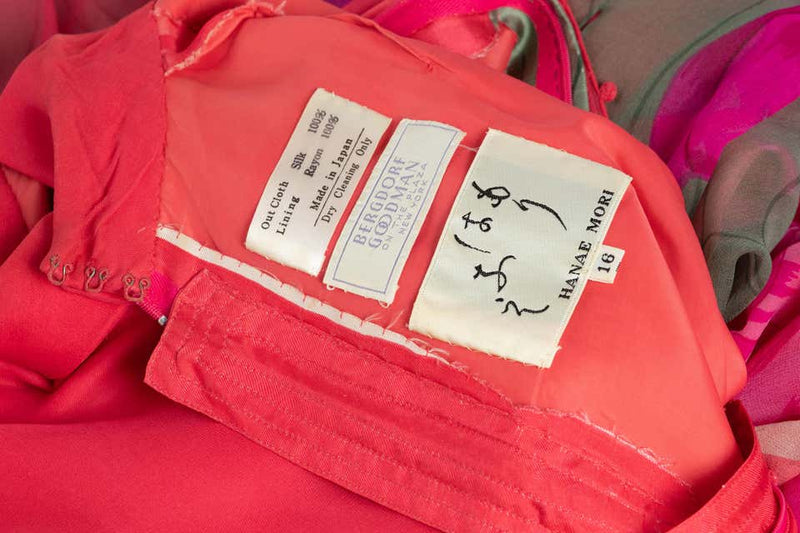 Out Cloth Silk 100%
Lining Rayon 100%
Made in Japan
Dry Cleaning Only
BERGDORF
GOODMAN
ON THE PLAZA
NEW YORK
HANAE MORI
16